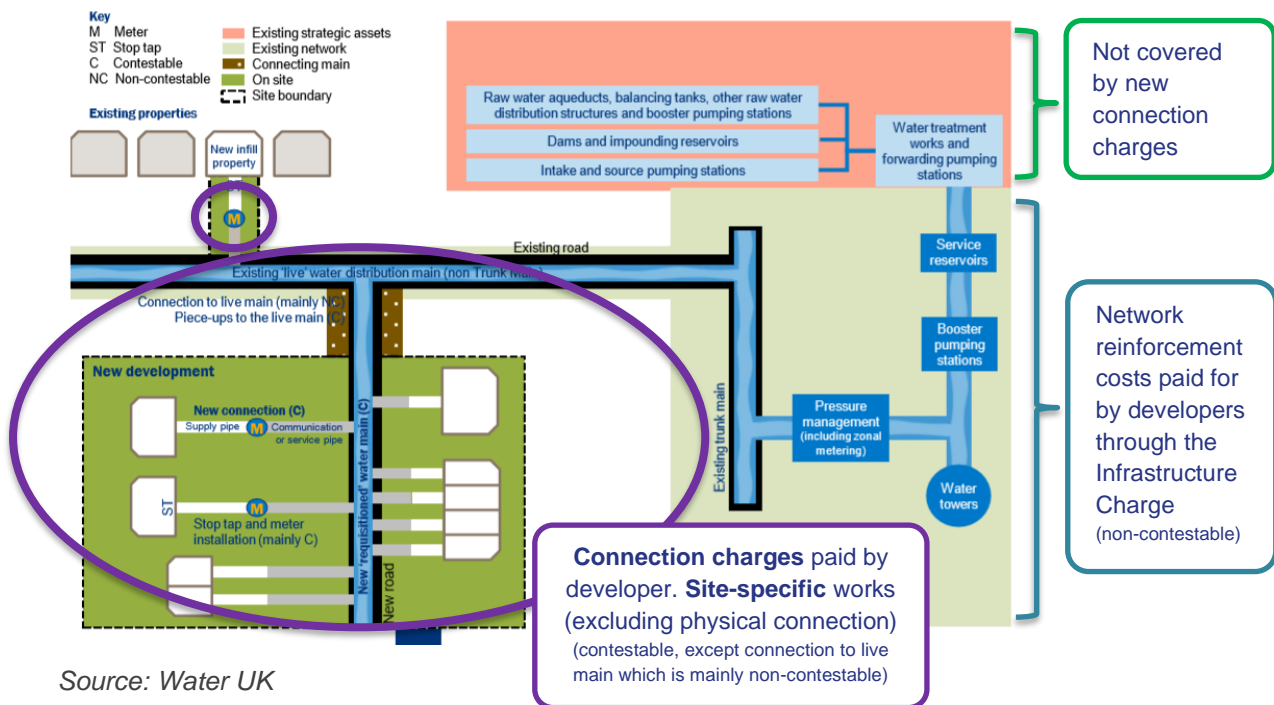 Key
M Meter
ST Stop tap
C Contestable
NC Non-contestable
Existing strategic assets
Existing network
Connecting main
On site
Site boundary
Existing properties
New infill
property
M
Raw water aqueducts, balancing tanks, other raw water
distribution structures and booster pumping stations
Dams and impounding reservoirs
Intake and source pumping stations
Water treatment
works and
forwarding pumping
stations
Not covered
by new
connection
charges
Existing road
Existing 'live' water distribution main (non Trunk Main)
Connection to live main (mainly NC)
Piece-ups to the live main (C)
Service
reservoirs
Booster
pumping
stations
Pressure
management
(including zonal
metering)
Water
towers
Existing trunk main
Network
reinforcement
costs paid for
by developers
through the
Infrastructure
Charge
(non-contestable)
New development
New connection (C)
Supply pipe
M
Communication
or service pipe
ST
M
Stop tap and meter
installation (mainly C)
New 'requisitioned' water main (C)
New road
Connection charges paid by
developer. Site-specific works
(excluding physical connection)
(contestable, except connection to live
main which is mainly non-contestable)
Source: Water UK